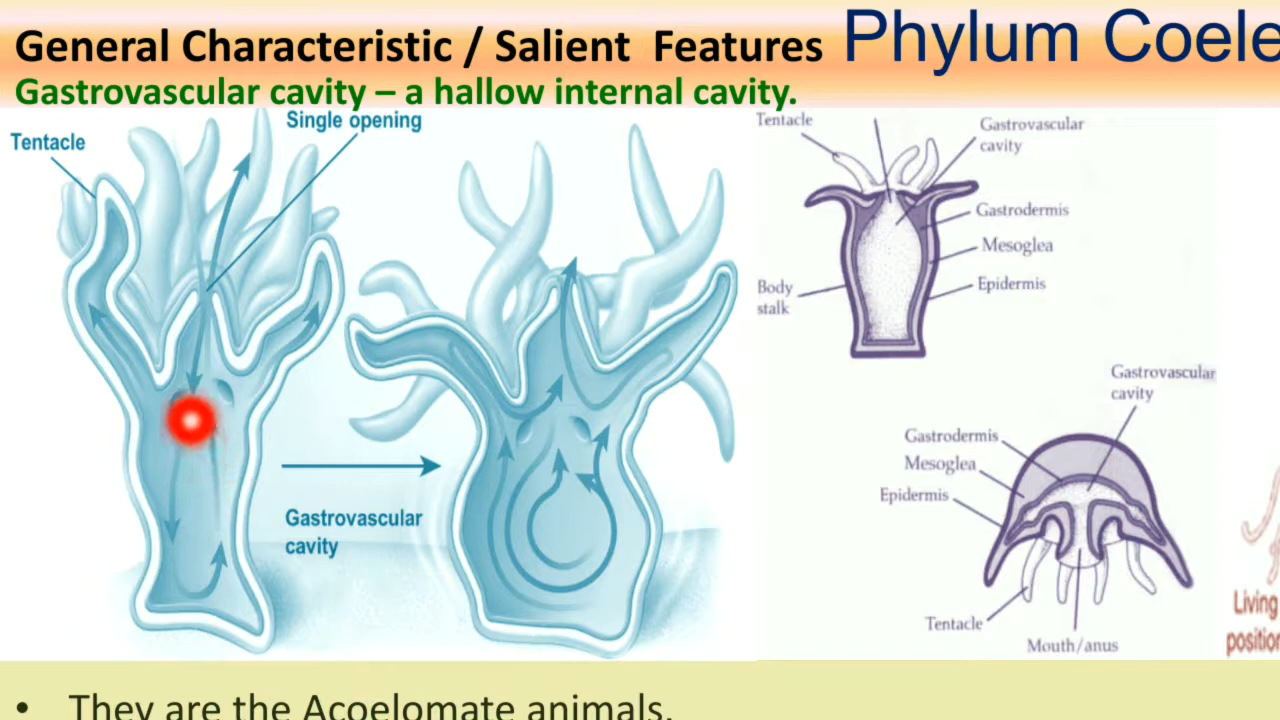 General Characteristic / Salient Features
Phylum Coele
Gastrovascular cavity – a hallow internal cavity.
Tentacle
Single opening
Gastrovascular
cavity
Tentacle
Gastrovascular
cavity
Gastrodermis
Mesoglea
Epidermis
Body
stalk
Gastrovascular
cavity
Gastrodermis
Mesoglea
Epidermis
Tentacle
Mouth/anus
Living
position
• They are the Acoelomate animals.